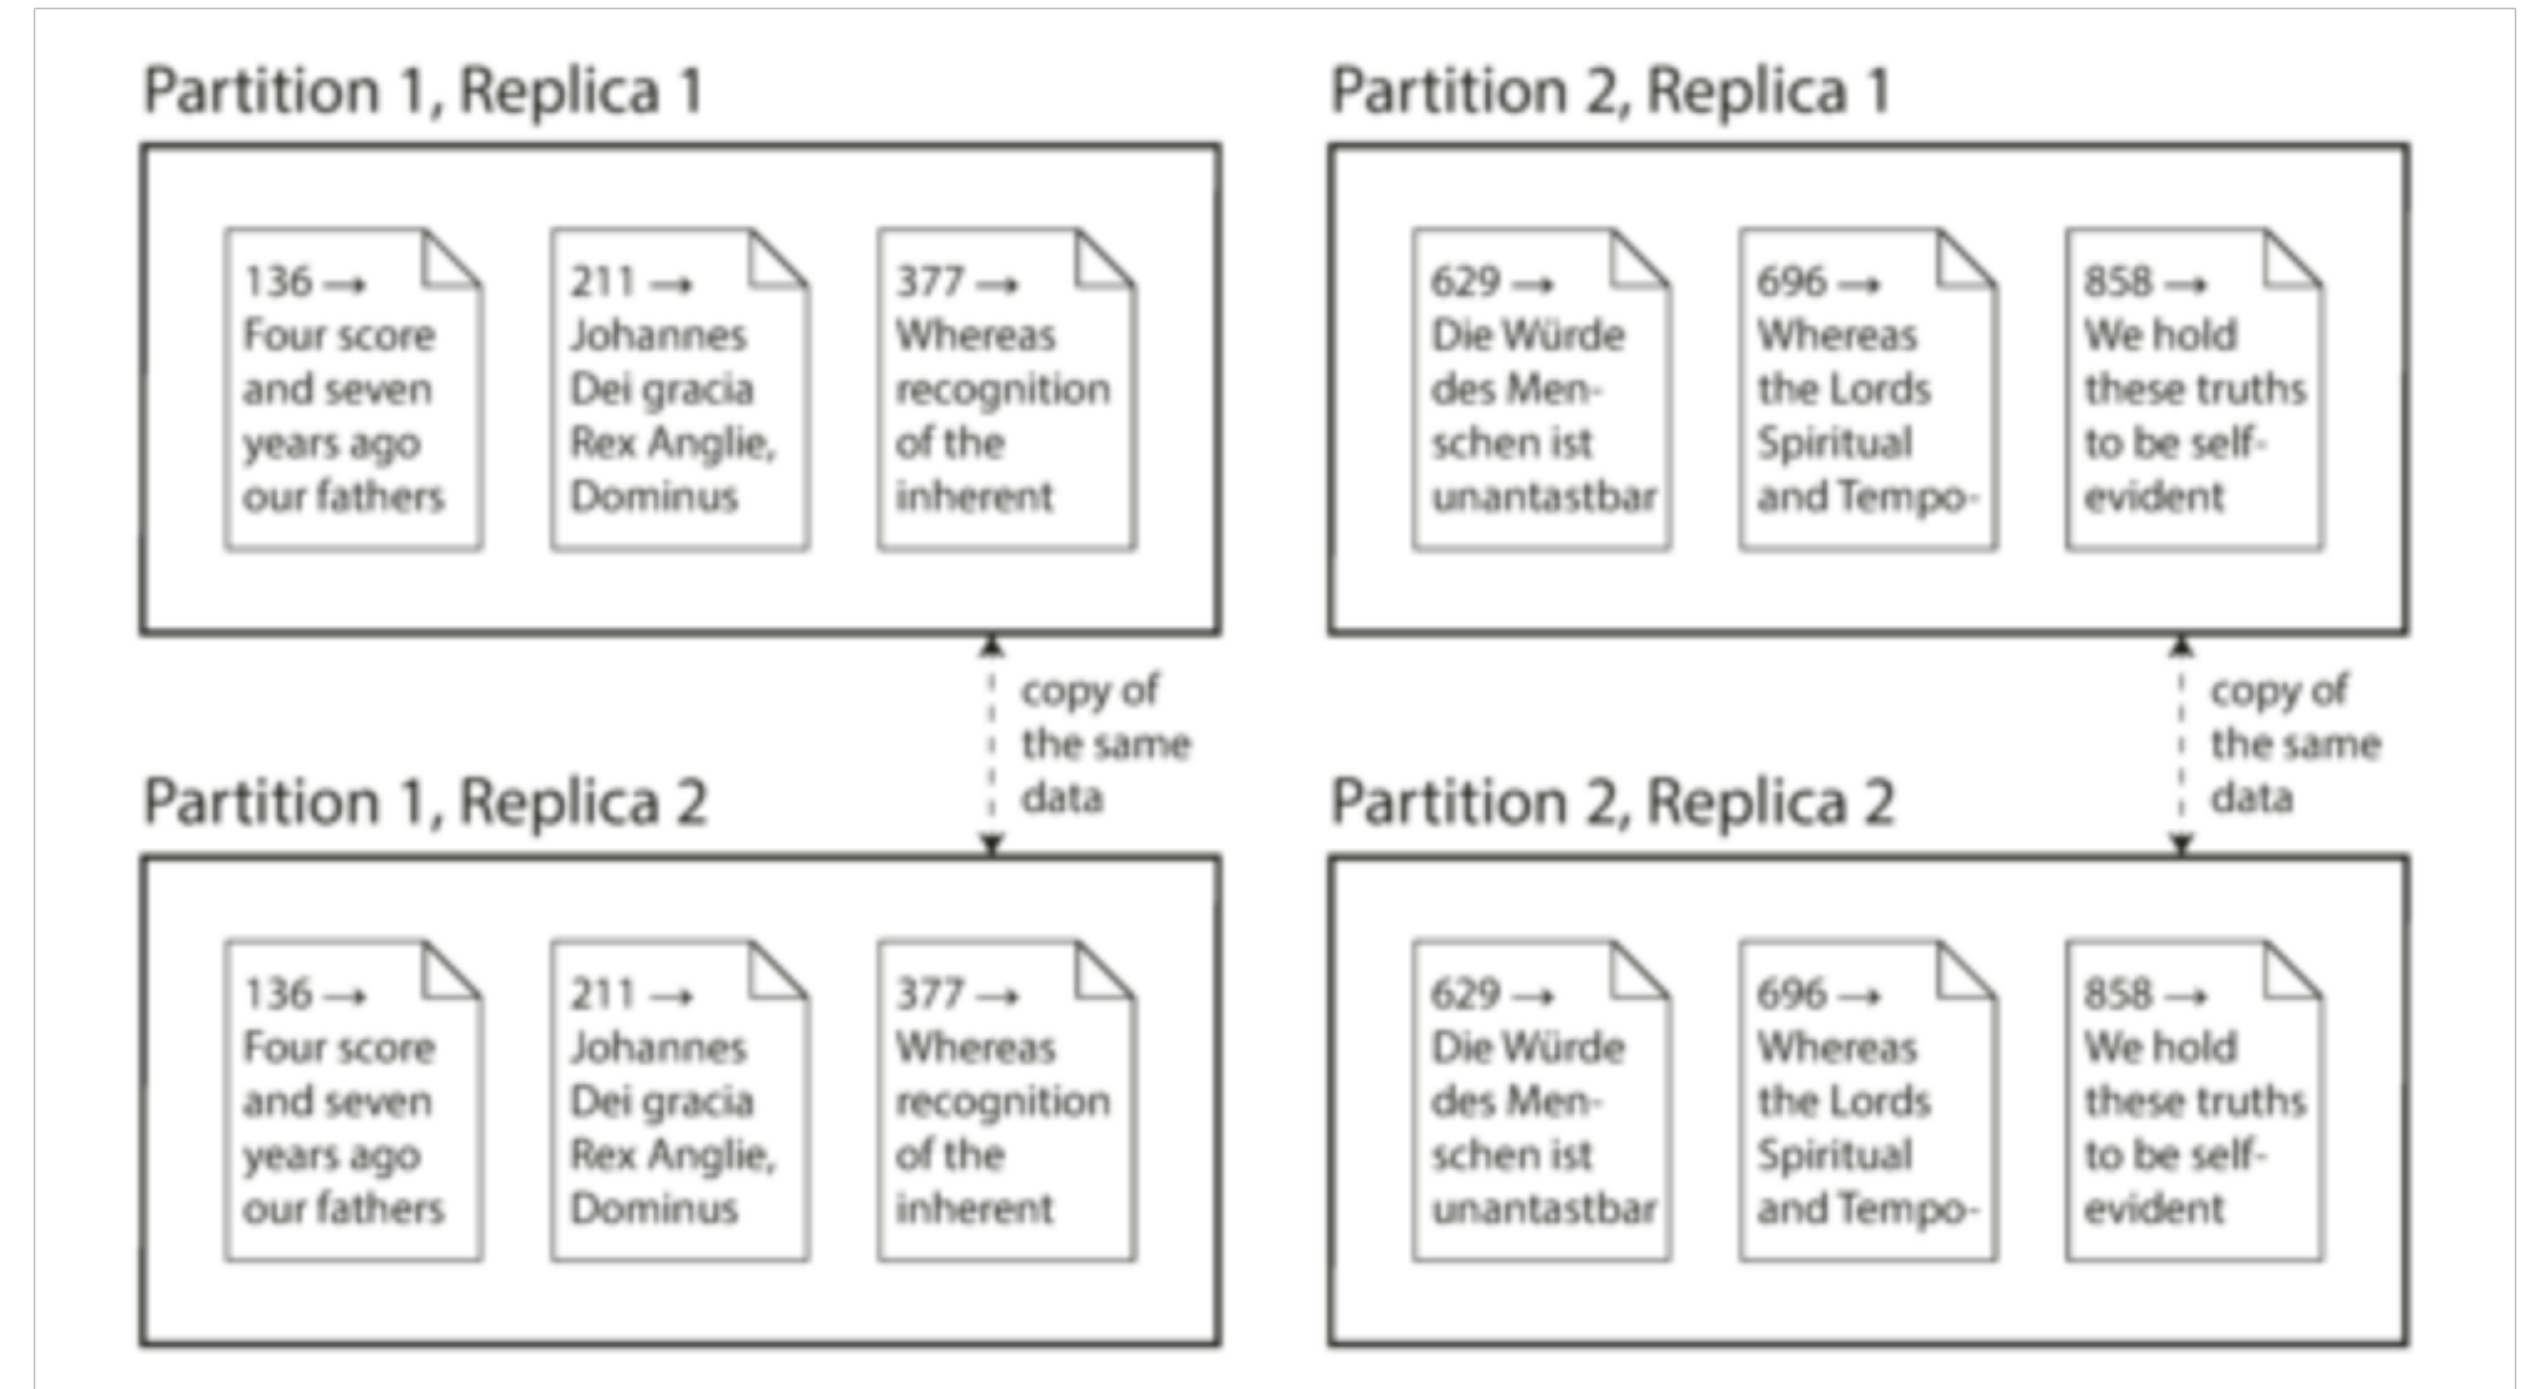 Partition 1, Replica 1
136 →
Four score
and seven
years ago
our fathers
211 →
Johannes
Dei gracia
Rex Anglie,
Dominus
377 →
Whereas
recognition
of the
inherent
Partition 2, Replica 1
629 →
Die Würde
des Men-
schen ist
unantastbar
696 →
Whereas
the Lords
Spiritual
and Tempo-
858 →
We hold
these truths
to be self-
evident
copy of
the same
data
copy of
the same
data
Partition 1, Replica 2
136 →
Four score
and seven
years ago
our fathers
211 →
Johannes
Dei gracia
Rex Anglie,
Dominus
377 →
Whereas
recognition
of the
inherent
Partition 2, Replica 2
629 →
Die Würde
des Men-
schen ist
unantastbar
696 →
Whereas
the Lords
Spiritual
and Tempo-
858 →
We hold
these truths
to be self-
evident